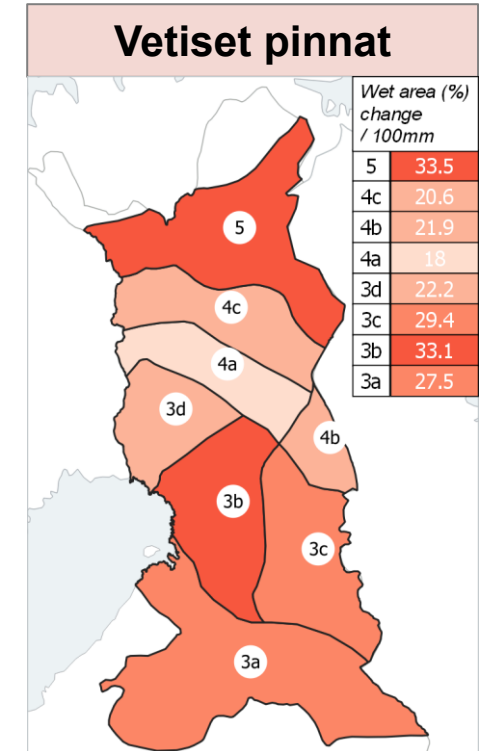 Vetiset pinnat
Wet area (%)
change
/ 100mm
5 33.5
4c 20.6
4b 21.9
4a 18
3d 22.2
3c 29.4
3b 33.1
3a 27.5
5
4c
4a
3d
4b
3b
3c
3a